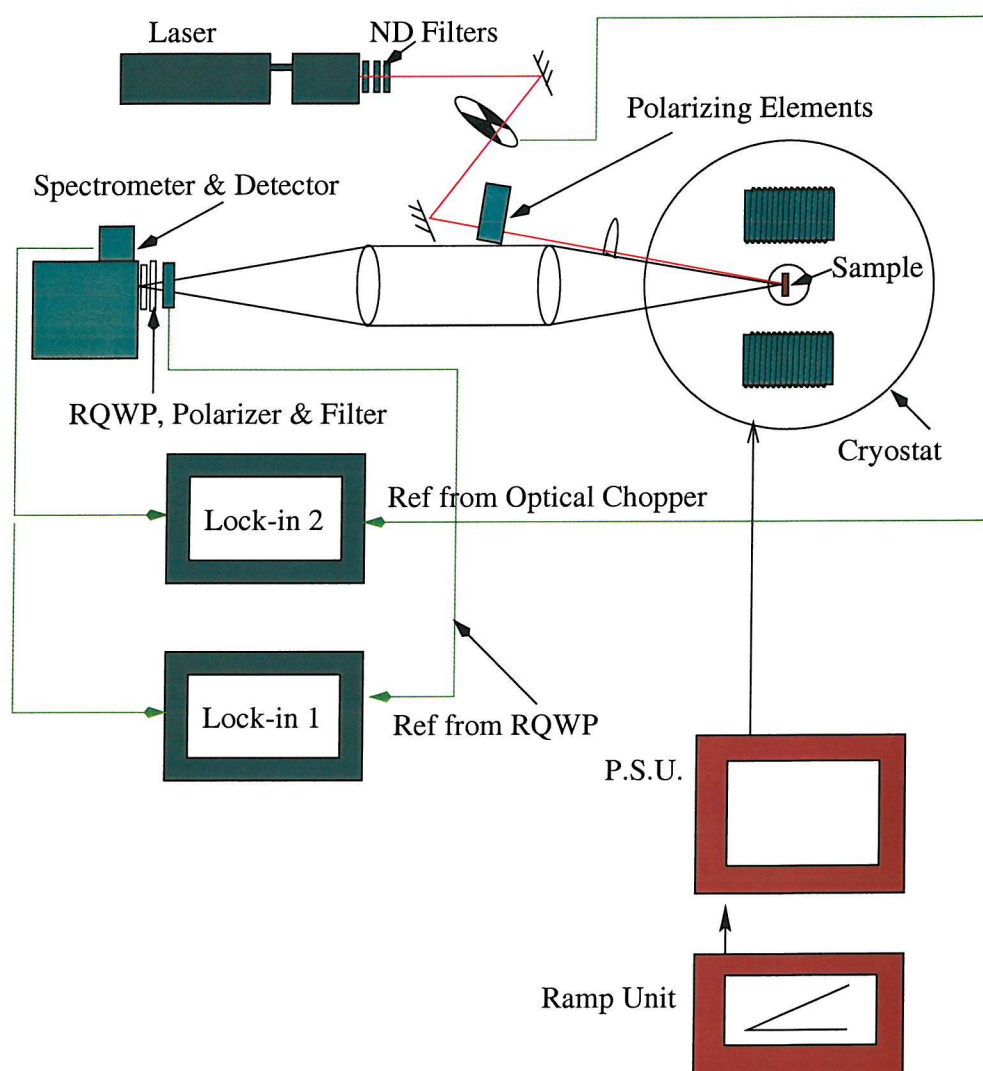 Laser
ND Filters
Polarizing Elements
Spectrometer & Detector
Sample
RQWP, Polarizer & Filter
Cryostat
Ref from Optical Chopper
Lock-in 2
Lock-in 1
Ref from RQWP
P.S.U.
Ramp Unit